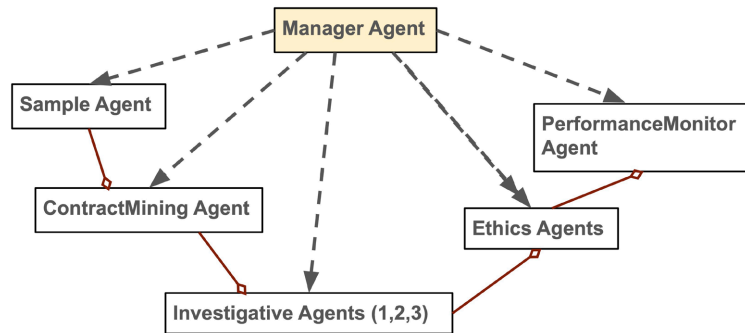 Manager Agent
Sample Agent
PerformanceMonitor
Agent
ContractMining Agent
Ethics Agents
Investigative Agents (1,2,3)